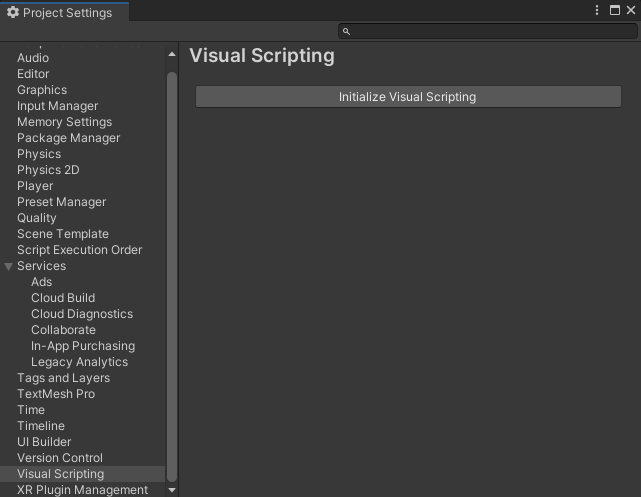 Project Settings
Visual Scripting
Initialize Visual Scripting
Audio
Editor
Graphics
Input Manager
Memory Settings
Package Manager
Physics
Physics 2D
Player
Preset Manager
Quality
Scene Template
Script Execution Order
Services
Ads
Cloud Build
Cloud Diagnostics
Collaborate
In-App Purchasing
Legacy Analytics
Tags and Layers
TextMesh Pro
Time
Timeline
UI Builder
Version Control
Visual Scripting
XR Plugin Management